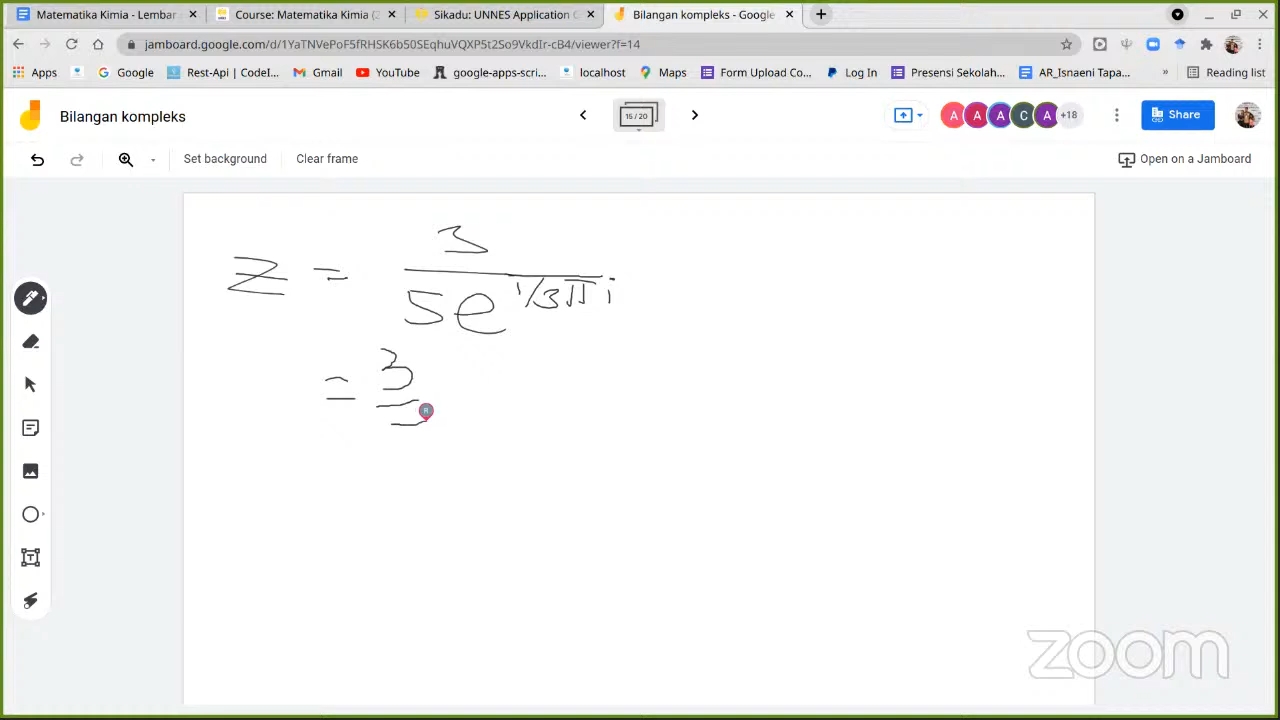 Matematika Kimia - Lembar
Course: Matematika Kimia (2
Sikadu: UNNES Application C
Bilangan kompleks - Google
jamboard.google.com/d/1YaTNVePoF5fRHSK6b50SEqhuVQXP5t2So9VkdIr-cB4/viewer?f=14
Apps
Google
Rest-Api | CodeI...
Gmail
YouTube
google-apps-scri...
localhost
Maps
Form Upload Co...
Log In
Presensi Sekolah...
AR_Isnaeni Tapa...
»
Reading list
Bilangan kompleks
15 / 20
A A A C A +18
Share
Set background
Clear frame
Open on a Jamboard
z = 3
5e^1/3πi
= 3
R
zoom